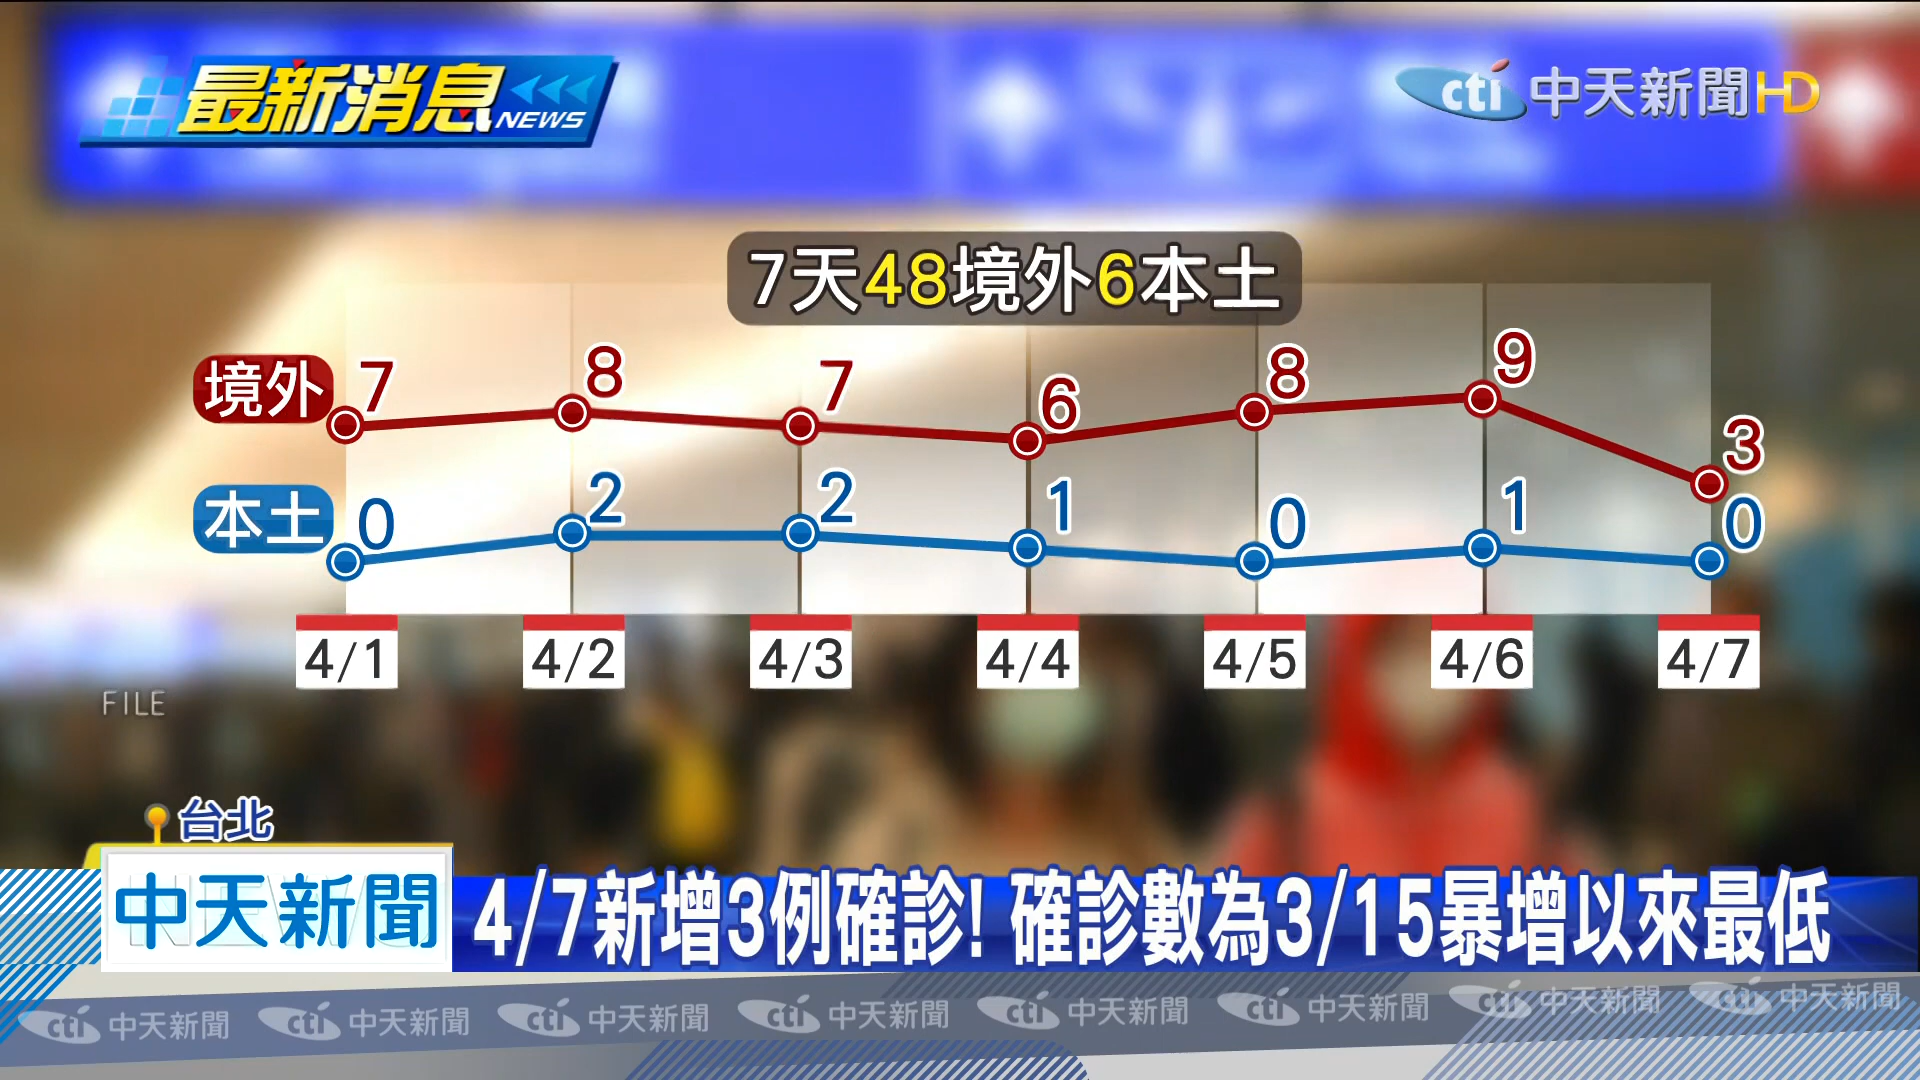 最新消息
NEWS
cti 中天新聞HD
7天48境外6本土
境外 7 8 7 6 8 9 3
本土 0 2 2 1 0 1 0
4/1 4/2 4/3 4/4 4/5 4/6 4/7
FILE
台北
中天新聞
4/7新增3例確診! 確診數為3/15暴增以來最低
cti 中天新聞 cti 中天新聞 cti 中天新聞 cti 中天新聞 cti 中天新聞 cti 中天新聞 cti 中天新聞 cti 中天新聞